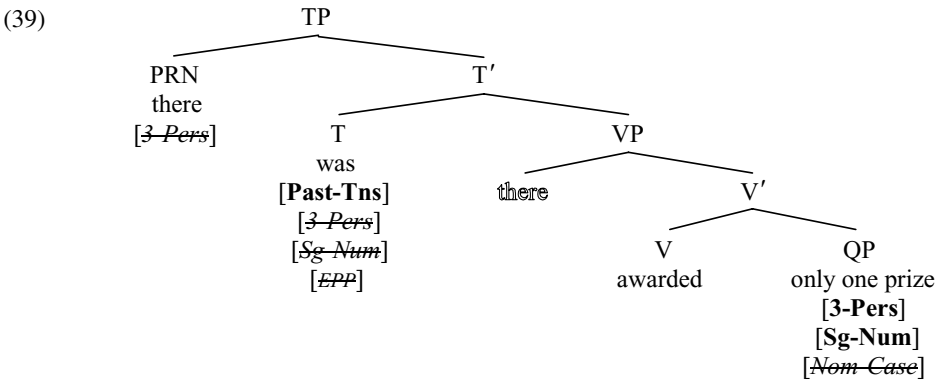 (39) TP
PRN T′
there
[3-Pers] T VP
was
[Past-Tns] there V′
[3-Pers]
[Sg-Num] V QP
[EPP] awarded only one prize
[3-Pers]
[Sg-Num]
[Nom-Case]